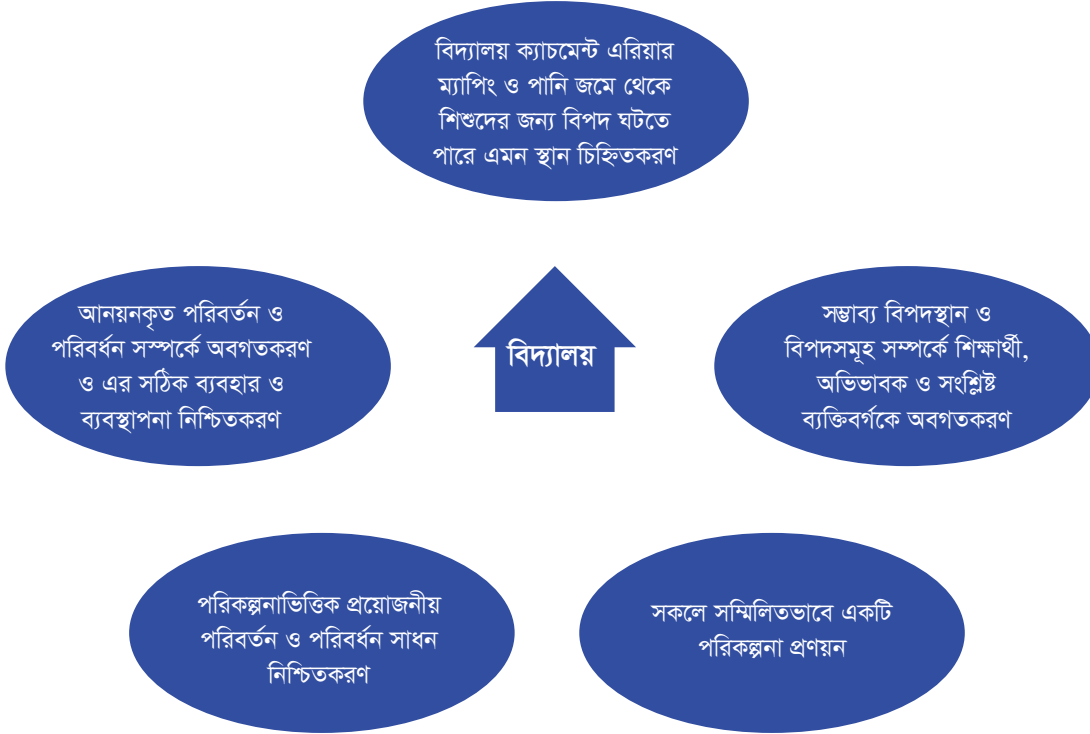 বিদ্যালয় ক্যাচমেন্ট এরিয়ার
ম্যাপিং ও পানি জমে থেকে
শিশুদের জন্য বিপদ ঘটতে
পারে এমন স্থান চিহ্নিতকরণ
আনয়নকৃত পরিবর্তন ও
পরিবর্ধন সস্পর্কে অবগতকরণ
ও এর সঠিক ব্যবহার ও
ব্যবস্থাপনা নিশ্চিতকরণ
বিদ্যালয়
সম্ভাব্য বিপদস্থান ও
বিপদসমূহ সম্পর্কে শিক্ষার্থী,
অভিভাবক ও সংশ্লিষ্ট
ব্যক্তিবর্গকে অবগতকরণ
পরিকল্পনাভিত্তিক প্রয়োজনীয়
পরিবর্তন ও পরিবর্ধন সাধন
নিশ্চিতকরণ
সকলে সম্মিলিতভাবে একটি
পরিকল্পনা প্রণয়ন